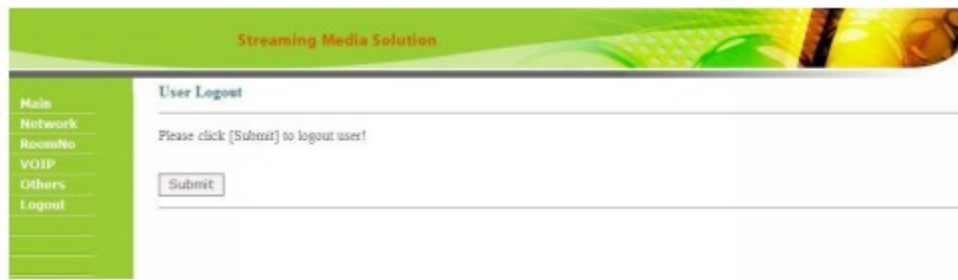 Streaming Media Solution
Main
Network
RoomNo
VOIP
Others
Logout
User Logout
Please click [Submit] to logout user!
Submit